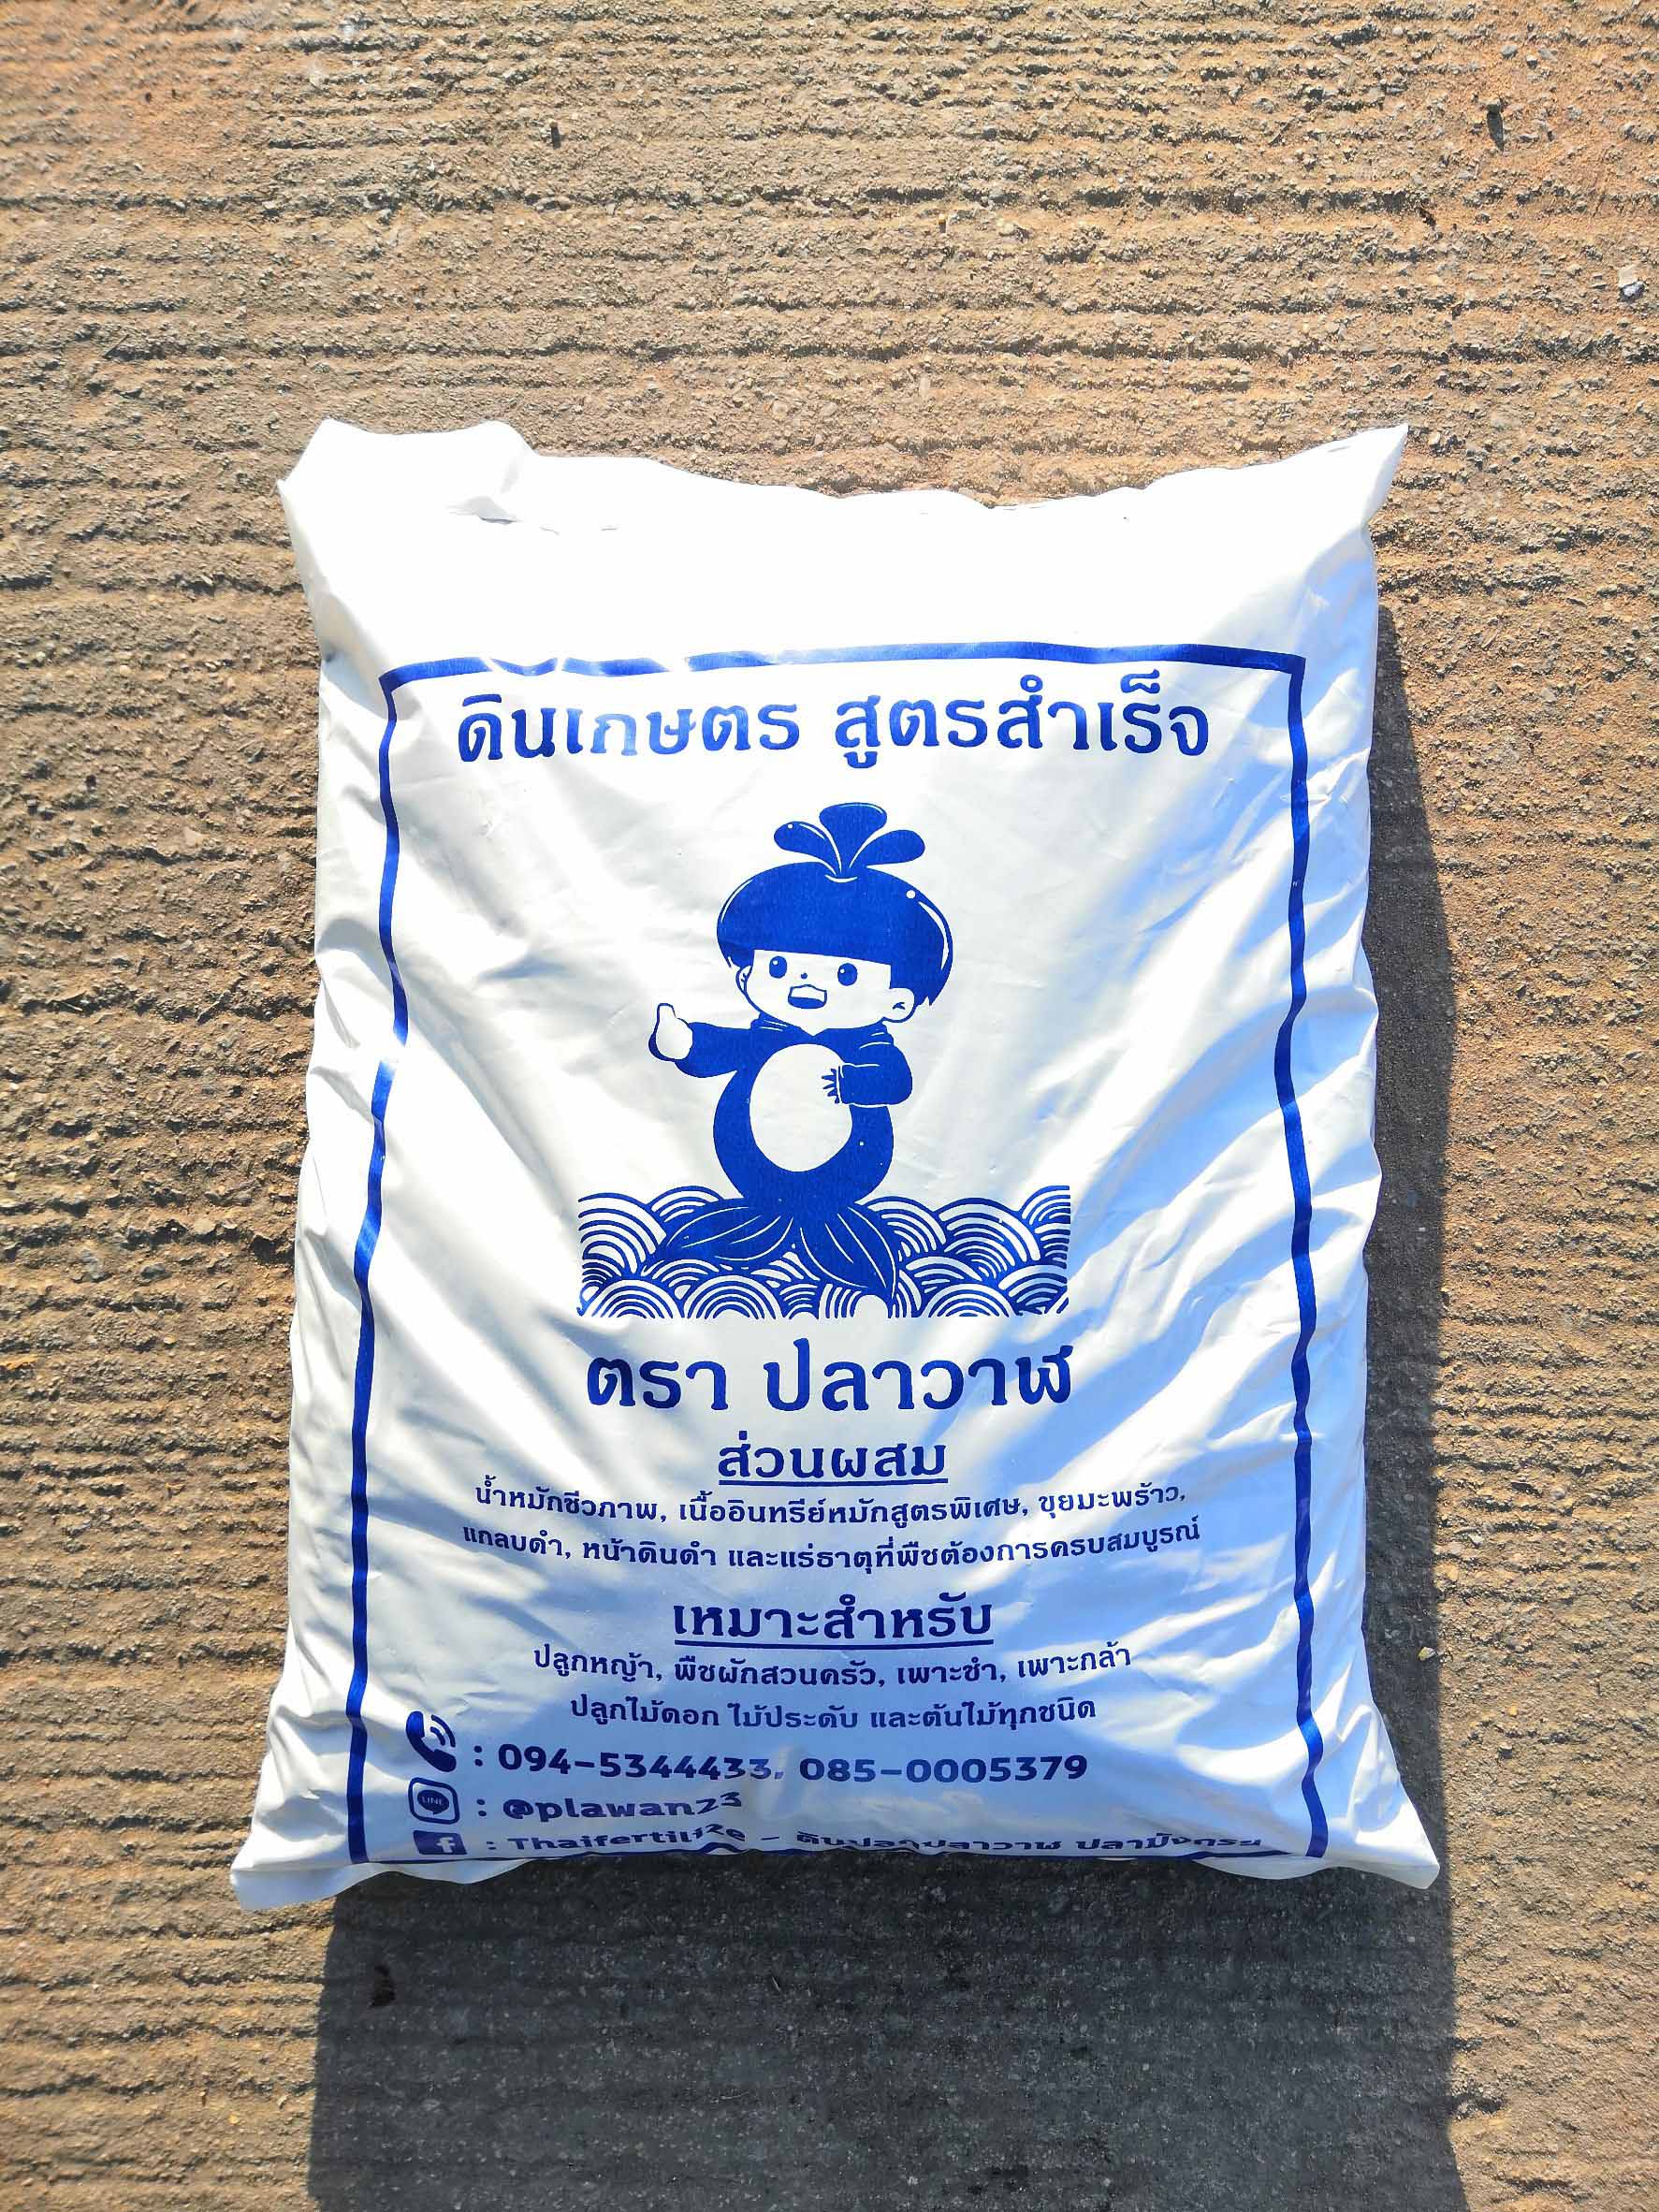 ดินเกษตร สูตรสำเร็จ
ตรา ปลาวาฬ
ส่วนผสม
น้ำหมักชีวภาพ, เนื้ออินทรีย์หมักสูตรพิเศษ, ขุยมะพร้าว,
แกลบดำ, หน้าดินดำ และแร่ธาตุที่พืชต้องการครบสมบูรณ์
เหมาะสำหรับ
ปลูกหญ้า, พืชผักสวนครัว, เพาะชำ, เพาะกล้า
ปลูกไม้ดอก ไม้ประดับ และต้นไม้ทุกชนิด
: 094-5344433, 085-0005379
LINE : @plawan23
f : Thaifertilize - ปลาวาฬ